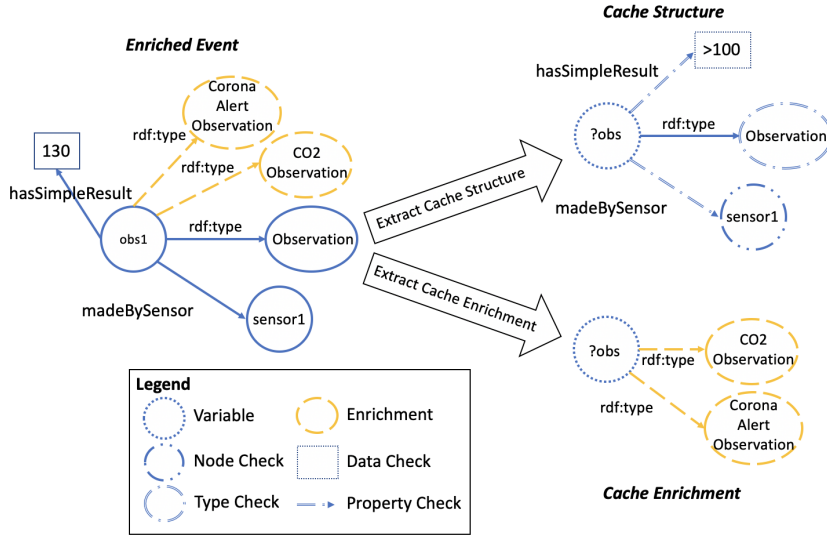 Enriched Event
Corona
Alert
Observation
rdf:type
rdf:type
CO2
Observation
130
hasSimpleResult
obs1
rdf:type
Observation
madeBySensor
sensor1
Extract Cache Structure
Extract Cache Enrichment
Cache Structure
>100
hasSimpleResult
?obs
rdf:type
Observation
madeBySensor
sensor1
?obs
rdf:type
CO2
Observation
rdf:type
Corona
Alert
Observation
Cache Enrichment
Legend
Variable
Enrichment
Node Check
Data Check
Type Check
Property Check